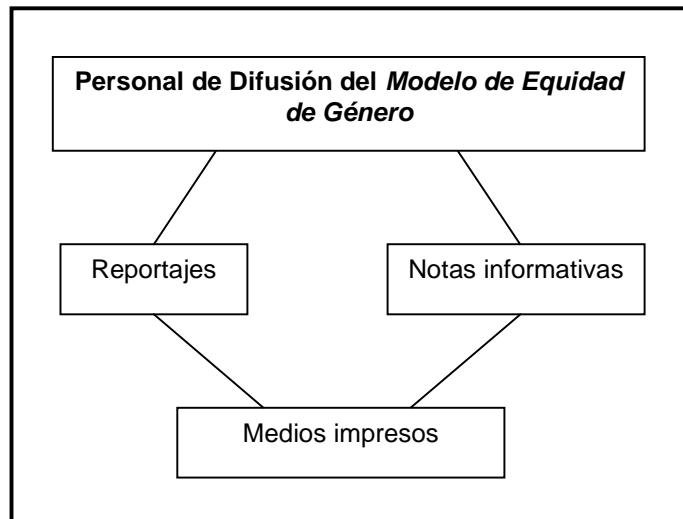 Personal de Difusión del Modelo de Equidad
de Género
Reportajes
Notas informativas
Medios impresos